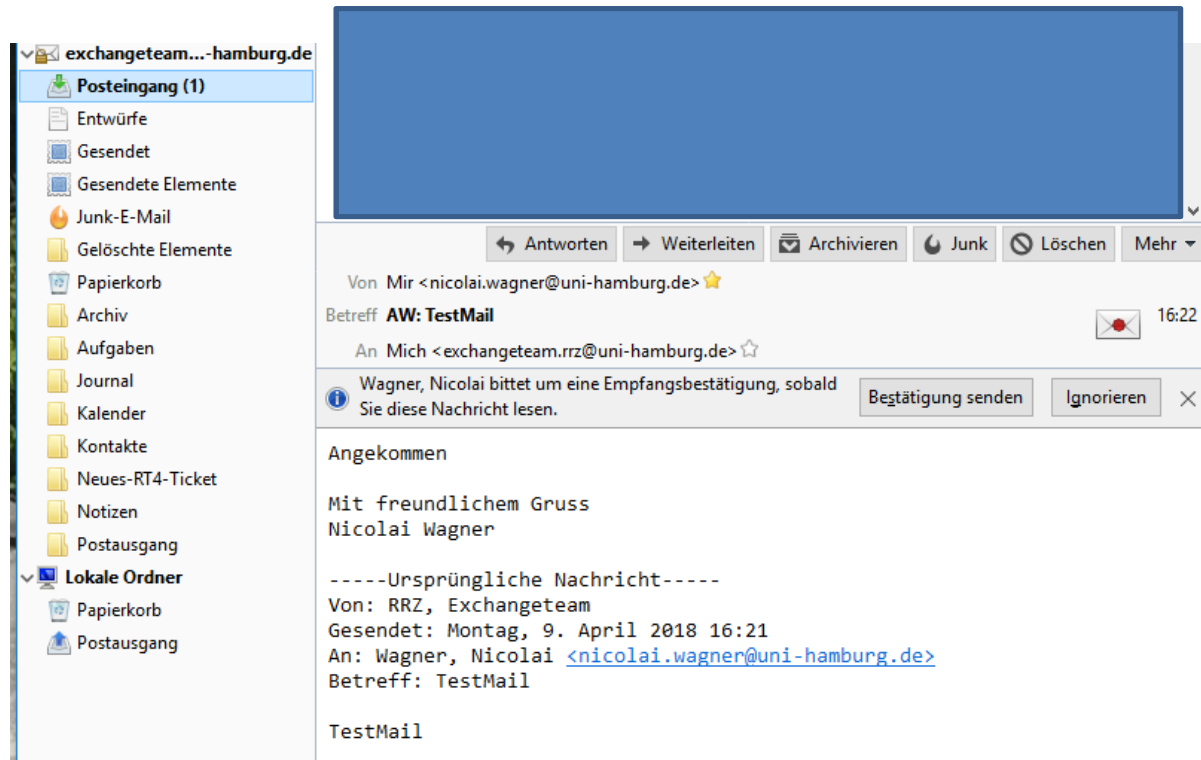 exchangeteam...-hamburg.de
Posteingang (1)
Entwürfe
Gesendet
Gesendete Elemente
Junk-E-Mail
Gelöschte Elemente
Papierkorb
Archiv
Aufgaben
Journal
Kalender
Kontakte
Neues-RT4-Ticket
Notizen
Postausgang
Lokale Ordner
Papierkorb
Postausgang
Antworten Weiterleiten Archivieren Junk Löschen Mehr
Von Mir <nicolai.wagner@uni-hamburg.de>
Betreff AW: TestMail 16:22
An Mich <exchangeteam.rrz@uni-hamburg.de>
Wagner, Nicolai bittet um eine Empfangsbestätigung, sobald
Sie diese Nachricht lesen.
Bestätigung senden Ignorieren
Angekommen
Mit freundlichem Gruss
Nicolai Wagner
-----Ursprüngliche Nachricht-----
Von: RRZ, Exchangeteam
Gesendet: Montag, 9. April 2018 16:21
An: Wagner, Nicolai <nicolai.wagner@uni-hamburg.de>
Betreff: TestMail
TestMail